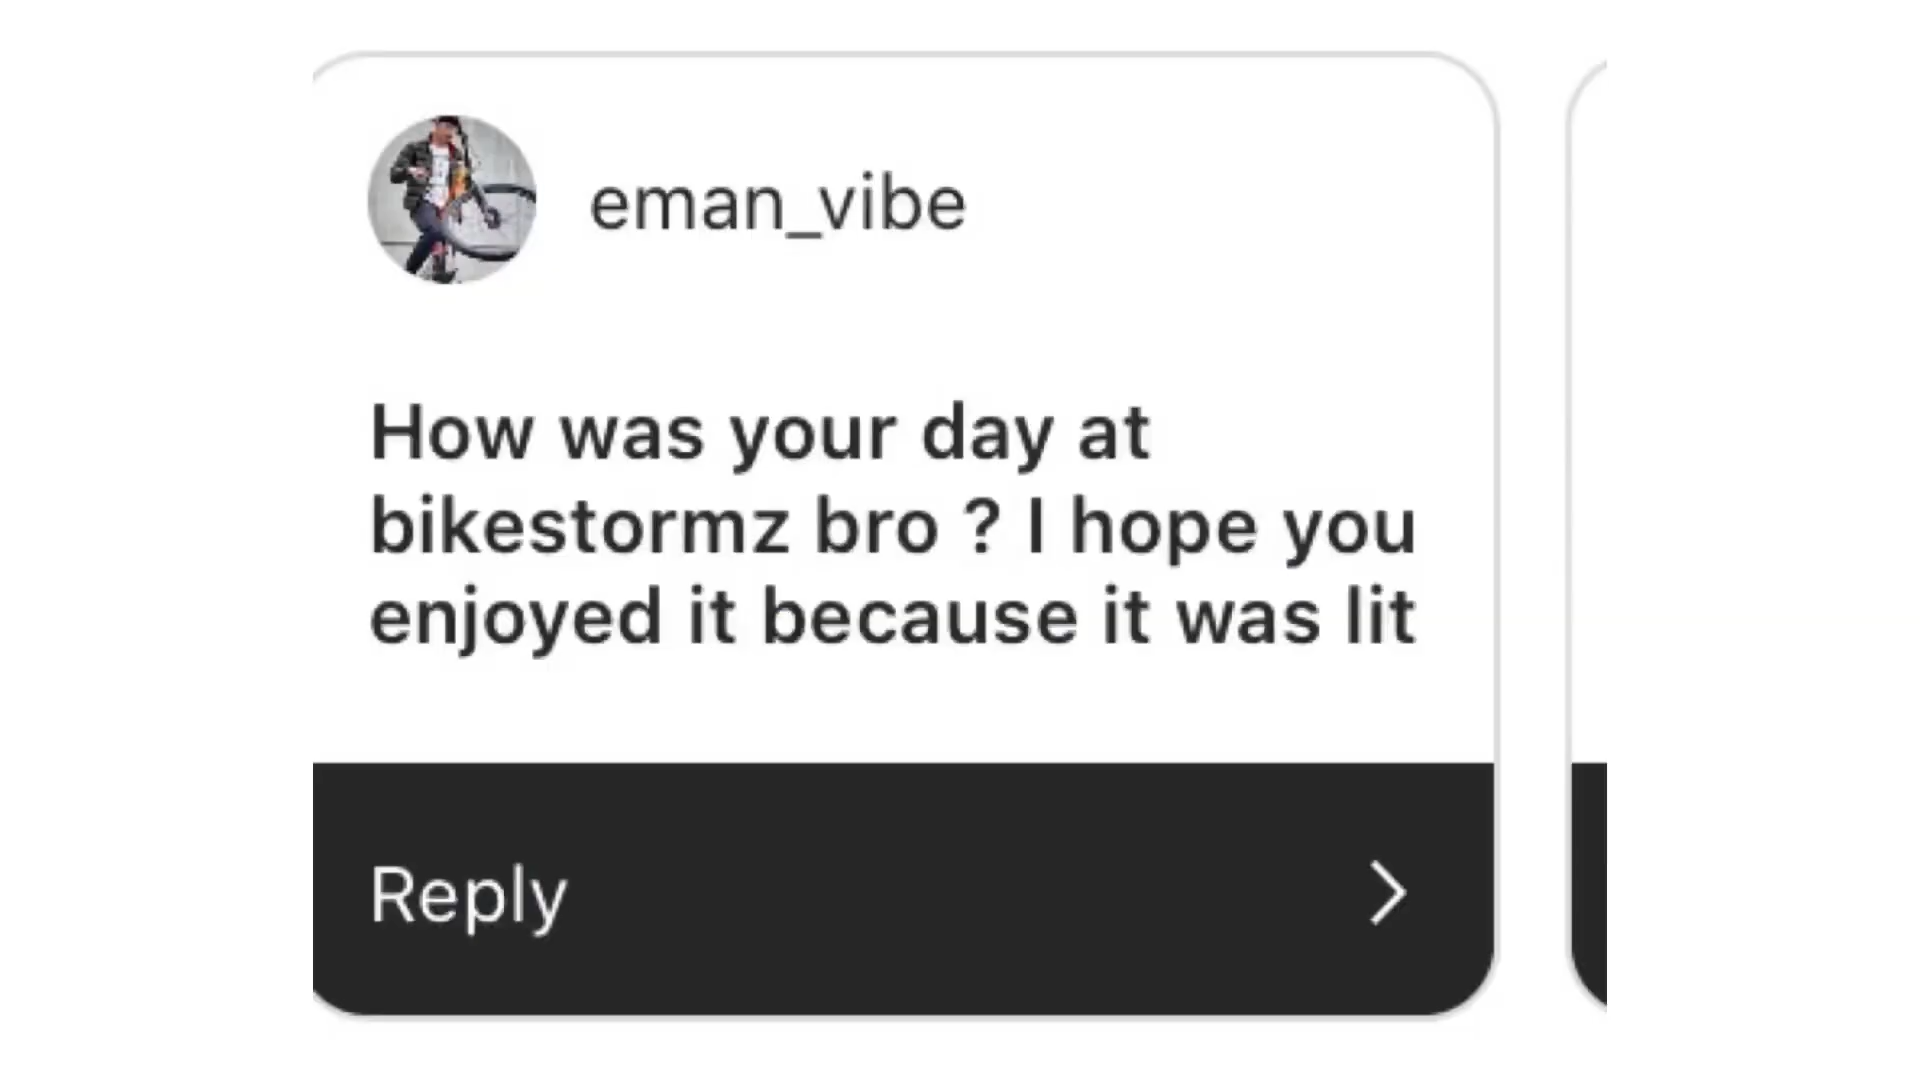 eman_vibe
How was your day at
bikestormz bro ? I hope you
enjoyed it because it was lit
Reply